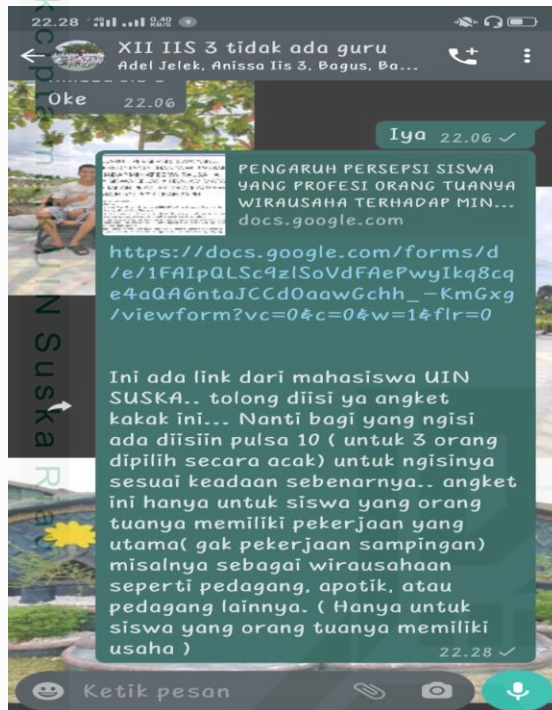 22.28
8,40
KB/S
XII IIS 3 tidak ada guru
Adel Jelek, Anissa Iis 3, Bagus, Ba...
Oke 22.06
Iya 22.06
PENGARUH PERSEPSI SISWA
YANG PROFESI ORANG TUANYA
WIRAUSAHA TERHADAP MIN...
docs.google.com
https://docs.google.com/forms/d
/e/1FAIpQLSc9zlSoVdFAePwyIkq8cq
e4aQA6ntaJCCdOaawGchh_-KmGxg
/viewform?vc=0&c=0&w=1&flr=0
Ini ada link dari mahasiswa UIN
SUSKA.. tolong diisi ya angket
kakak ini... Nanti bagi yang ngisi
ada diisiin pulsa 10 ( untuk 3 orang
dipilih secara acak) untuk ngisinya
sesuai keadaan sebenarnya.. angket
ini hanya untuk siswa yang orang
tuanya memiliki pekerjaan yang
utama( gak pekerjaan sampingan)
misalnya sebagai wirausahaan
seperti pedagang, apotik, atau
pedagang lainnya. ( Hanya untuk
siswa yang orang tuanya memiliki
usaha )
22.28
Ketik pesan
UIN Suska Riau